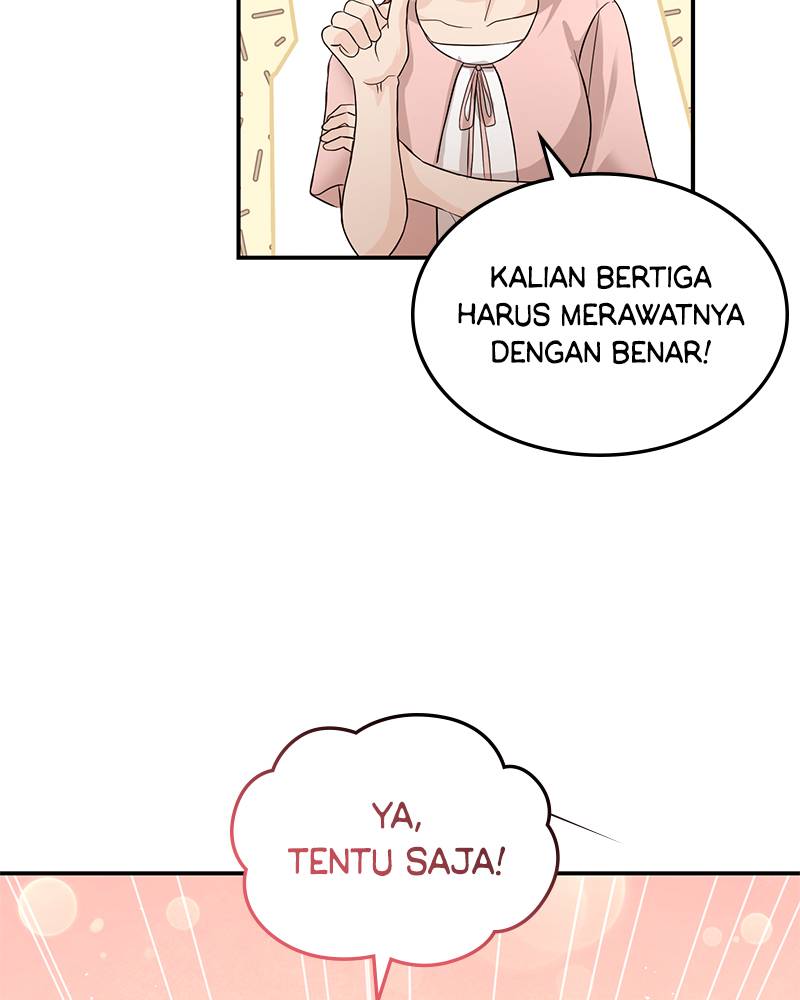 KALIAN BERTIGA
HARUS MERAWATNYA
DENGAN BENAR!
YA,
TENTU SAJA!